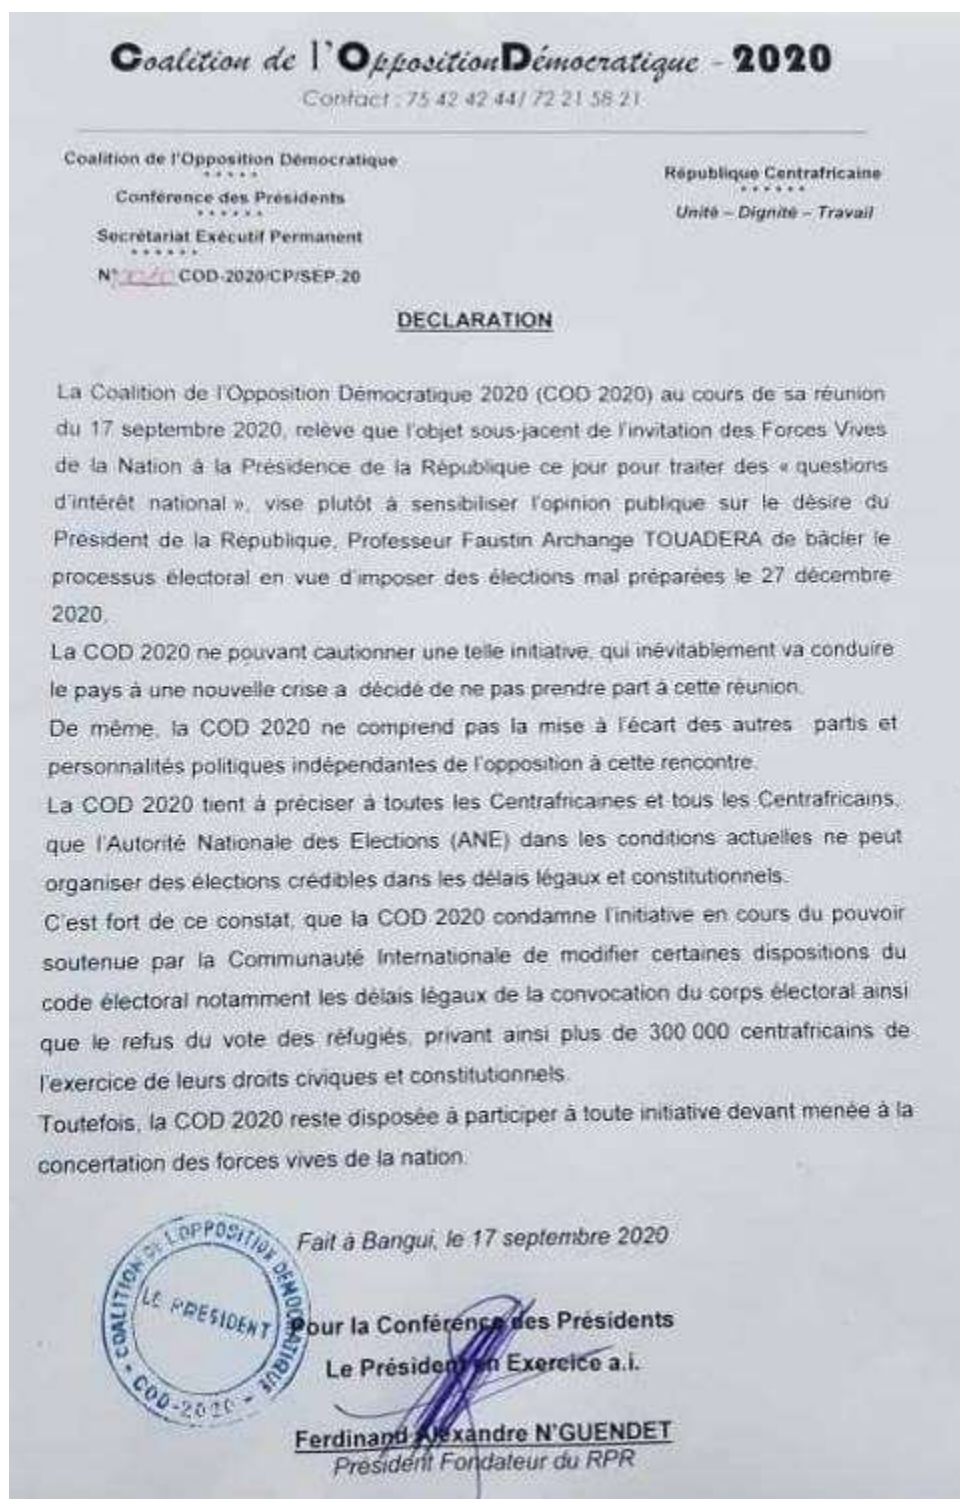 Coalition de l'Opposition Démocratique - 2020
Contact : 75 42 42 44/ 72 21 58 21
Coalition de l'Opposition Démocratique
*****
Conférence des Présidents
******
Secrétariat Exécutif Permanent
******
N° COD-2020/CP/SEP.20
République Centrafricaine
******
Unité – Dignité – Travail
DECLARATION
La Coalition de l'Opposition Démocratique 2020 (COD 2020) au cours de sa réunion
du 17 septembre 2020, relève que l'objet sous-jacent de l'invitation des Forces Vives
de la Nation à la Présidence de la République ce jour pour traiter des « questions
d'intérêt national », vise plutôt à sensibiliser l'opinion publique sur le désire du
Président de la République, Professeur Faustin Archange TOUADERA de bâcler le
processus électoral en vue d'imposer des élections mal préparées le 27 décembre
2020.
La COD 2020 ne pouvant cautionner une telle initiative, qui inévitablement va conduire
le pays à une nouvelle crise a décidé de ne pas prendre part à cette réunion.
De même, la COD 2020 ne comprend pas la mise à l'écart des autres partis et
personnalités politiques indépendantes de l'opposition à cette rencontre.
La COD 2020 tient à préciser à toutes les Centrafricaines et tous les Centrafricains,
que l'Autorité Nationale des Elections (ANE) dans les conditions actuelles ne peut
organiser des élections crédibles dans les délais légaux et constitutionnels.
C'est fort de ce constat, que la COD 2020 condamne l'initiative en cours du pouvoir
soutenue par la Communauté Internationale de modifier certaines dispositions du
code électoral notamment les délais légaux de la convocation du corps électoral ainsi
que le refus du vote des réfugiés, privant ainsi plus de 300 000 centrafricains de
l'exercice de leurs droits civiques et constitutionnels.
Toutefois, la COD 2020 reste disposée à participer à toute initiative devant menée à la
concertation des forces vives de la nation.
Fait à Bangui, le 17 septembre 2020
COALITION DE L'OPPOSITION DEMOCRATIQUE
LE PRESIDENT
- COD-2020 -
Pour la Conférence des Présidents
Le Président en Exercice a.i.
Ferdinand Alexandre N'GUENDET
Président Fondateur du RPR